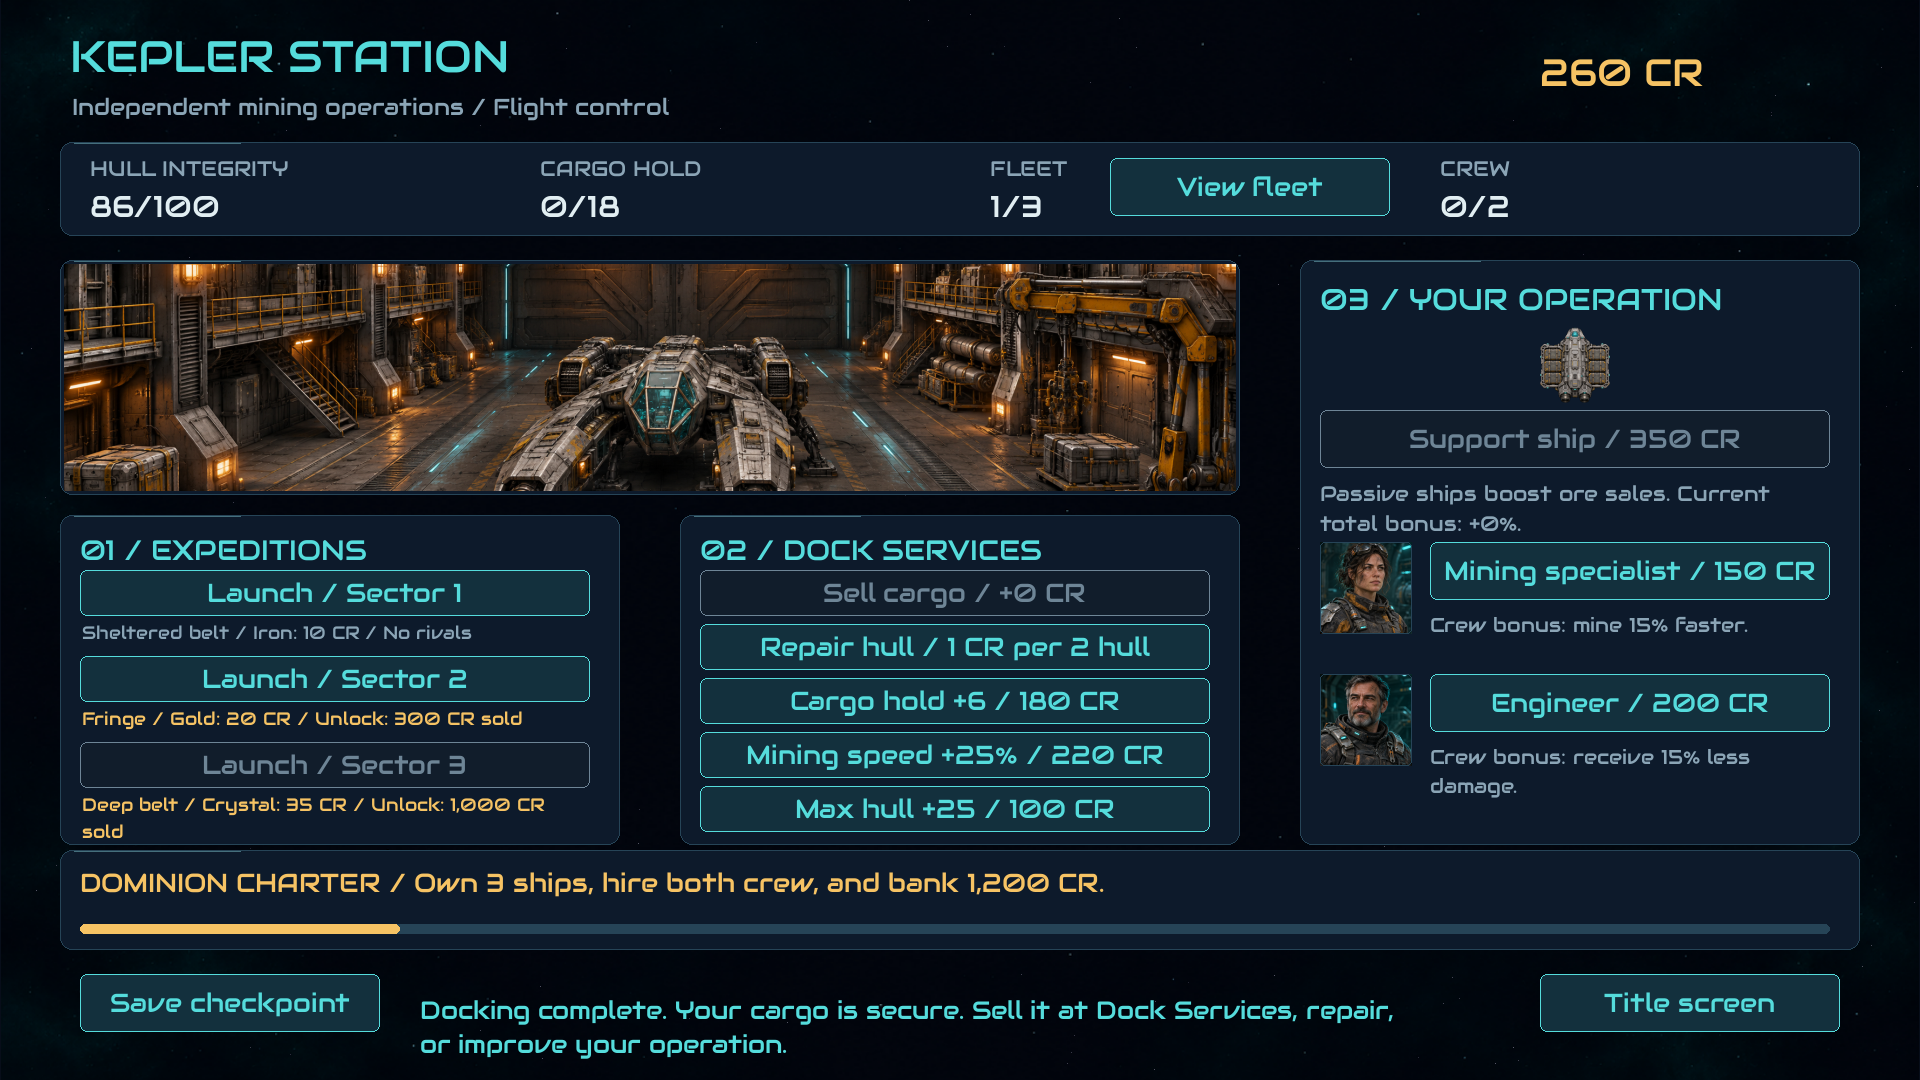 KEPLER STATION
Independent mining operations / Flight control
260 CR
HULL INTEGRITY
86/100
CARGO HOLD
0/18
FLEET
1/3
View fleet
CREW
0/2
01 / EXPEDITIONS
Launch / Sector 1
Sheltered belt / Iron: 10 CR / No rivals
Launch / Sector 2
Fringe / Gold: 20 CR / Unlock: 300 CR sold
Launch / Sector 3
Deep belt / Crystal: 35 CR / Unlock: 1,000 CR
sold
02 / DOCK SERVICES
Sell cargo / +0 CR
Repair hull / 1 CR per 2 hull
Cargo hold +6 / 180 CR
Mining speed +25% / 220 CR
Max hull +25 / 100 CR
03 / YOUR OPERATION
Support ship / 350 CR
Passive ships boost ore sales. Current
total bonus: +0%.
Mining specialist / 150 CR
Crew bonus: mine 15% faster.
Engineer / 200 CR
Crew bonus: receive 15% less
damage.
DOMINION CHARTER / Own 3 ships, hire both crew, and bank 1,200 CR.
Save checkpoint
Docking complete. Your cargo is secure. Sell it at Dock Services, repair,
or improve your operation.
Title screen